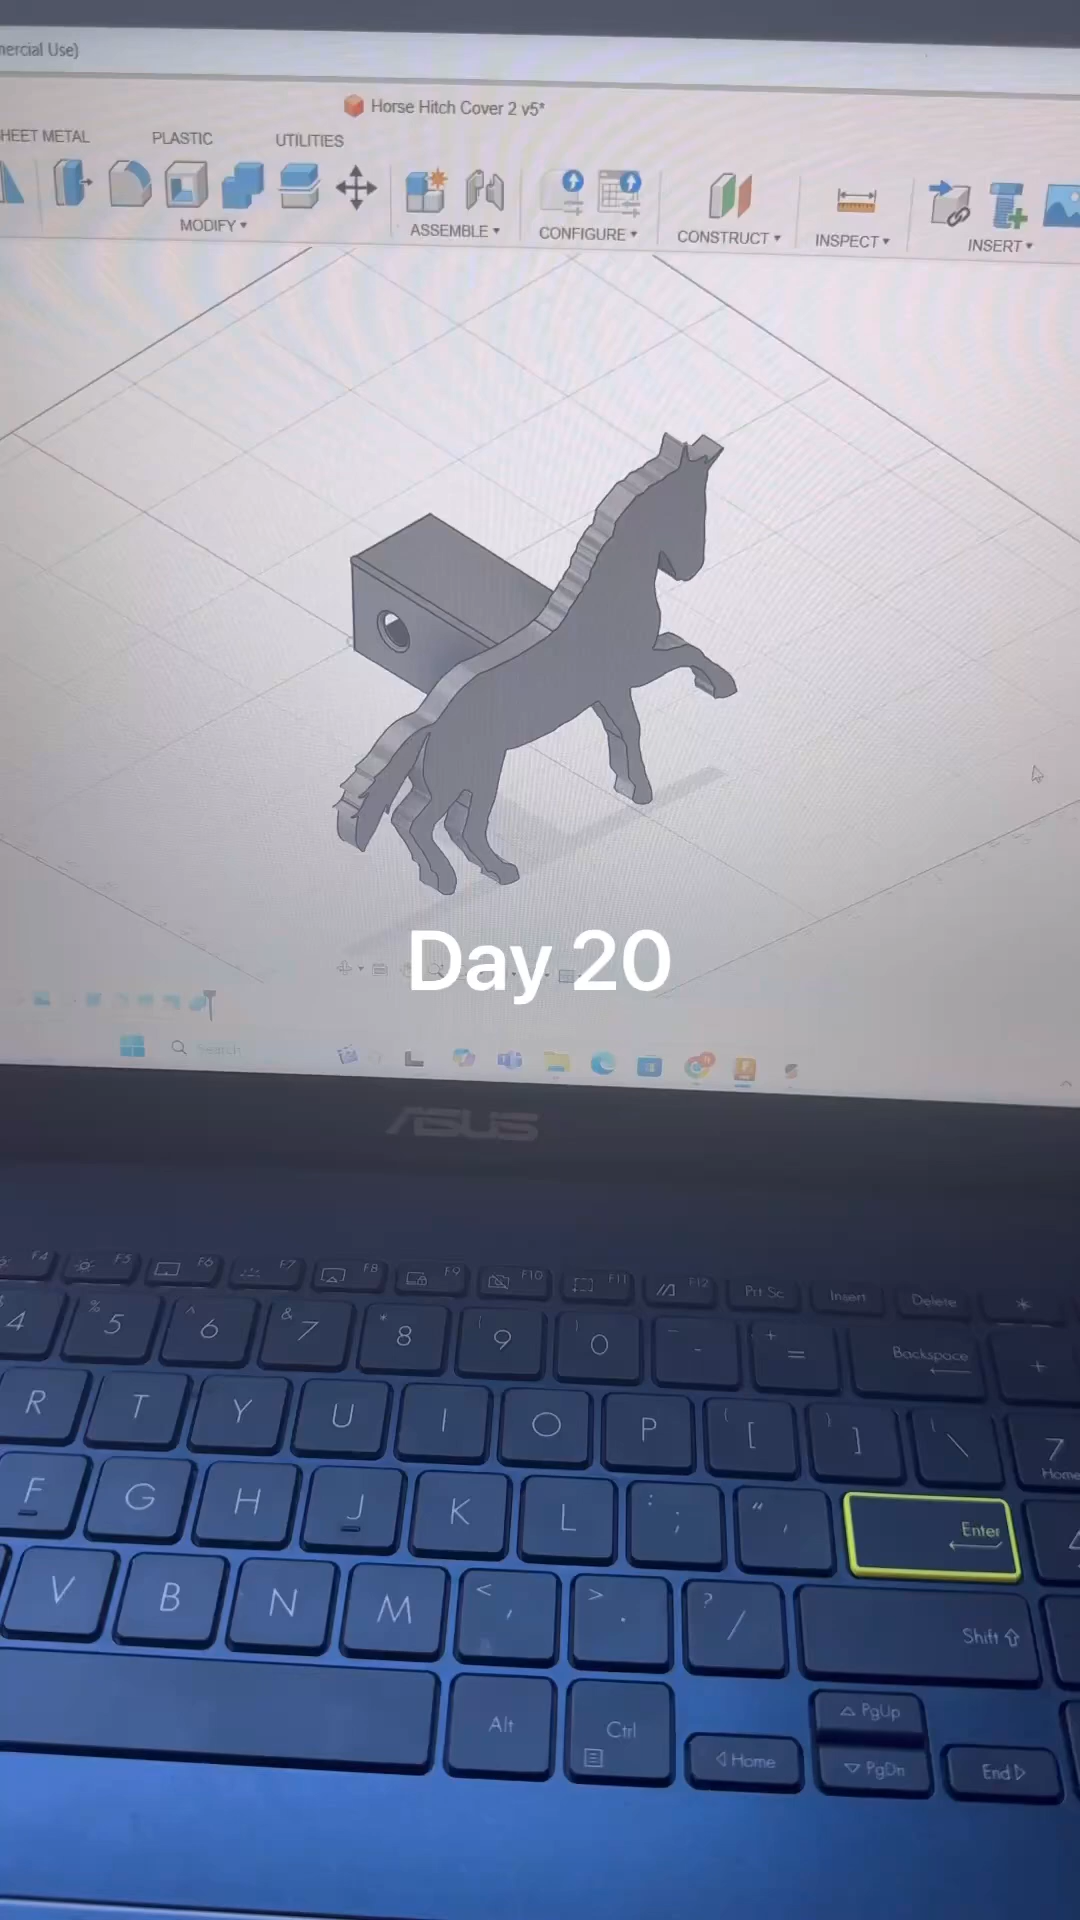 mercial Use)
Horse Hitch Cover 2 v5*
HEET METAL
PLASTIC
UTILITIES
MODIFY ▾
ASSEMBLE ▾
CONFIGURE ▾
CONSTRUCT ▾
INSPECT ▾
INSERT ▾
Day 20
Search
ASUS
F4 F5 F6 F7 F8 F9 F10 F11 F12 Prt Sc Insert Delete *
$ 4 % 5 ^ 6 & 7 * 8 ( 9 ) 0 _ - + = Backspace +
R T Y U I O P { [ } ] | \ 7 Home
F G H J K L : ; " ' Enter
V B N M < , > . ? / Shift
Alt Ctrl Home PgUp
PgDn End